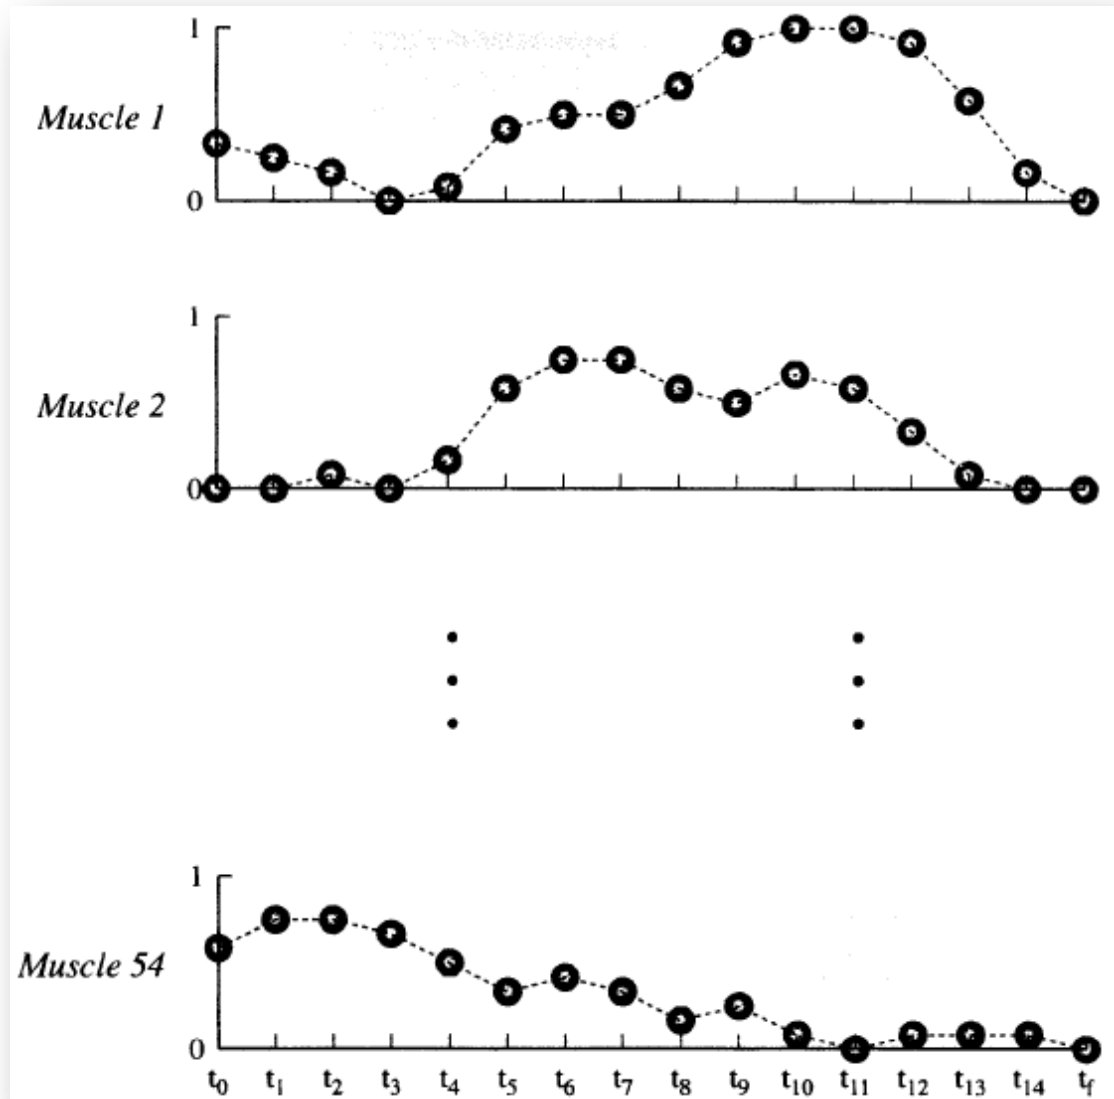 1
Muscle 1
0
1
Muscle 2
0
1
Muscle 54
0
t₀ t₁ t₂ t₃ t₄ t₅ t₆ t₇ t₈ t₉ t₁₀ t₁₁ t₁₂ t₁₃ t₁₄ t_f